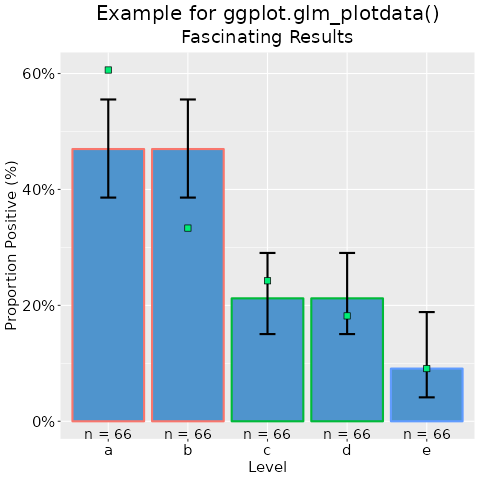 Example for ggplot.glm_plotdata()
Fascinating Results
Proportion Positive (%)
60%
40%
20%
0%
n = 66 n = 66 n = 66 n = 66 n = 66
a b c d e
Level